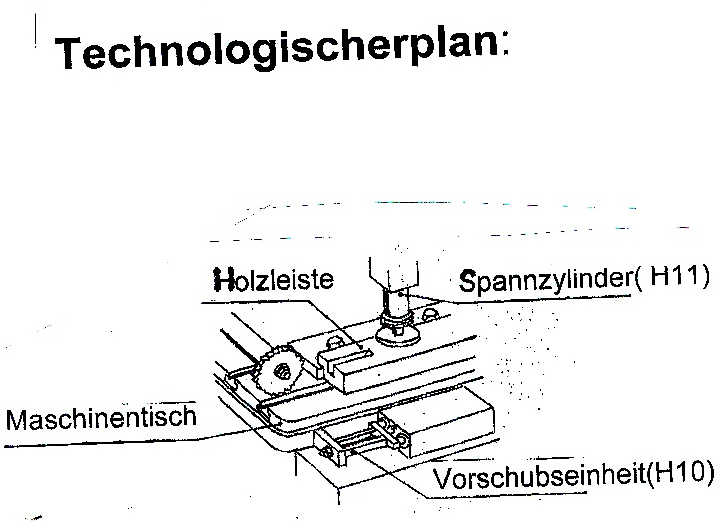 Technologischerplan:
Holzleiste
Spannzylinder( H11)
Maschinentisch
Vorschubseinheit(H10)